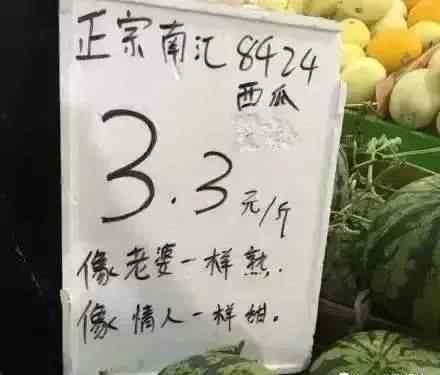 正宗南汇8424
西瓜
3.3元/斤
像老婆一样熟.
像情人一样甜。